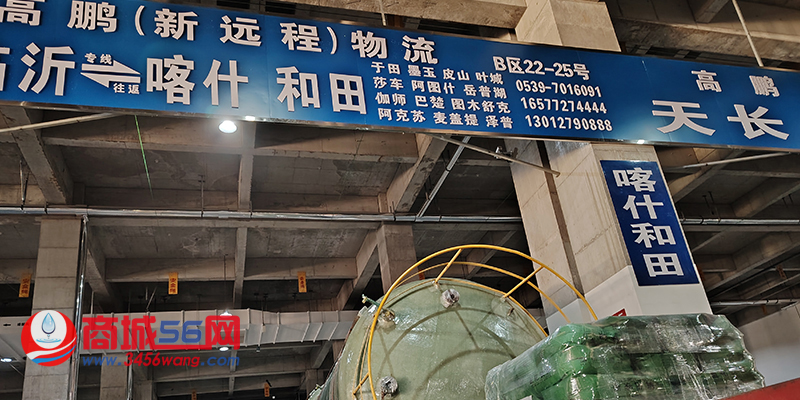 高鹏(新远程)物流
B区22-25号
临沂 专线 往返 喀什 和田
于田 墨玉 皮山 叶城
莎车 阿图什 岳普湖
伽师 巴楚 图木舒克
阿克苏 麦盖提 泽普
0539-7016091
16577274444
13012790888
高鹏
天长
喀什和田
商城56网
www.3456wang.com